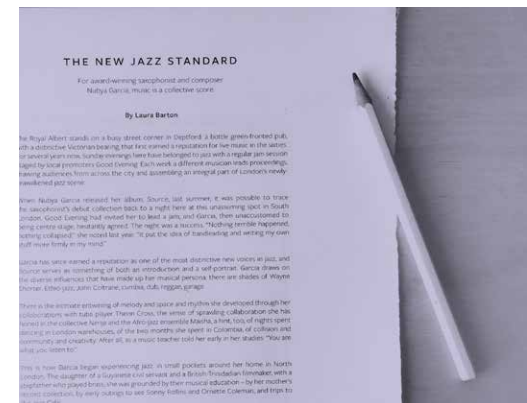 THE NEW JAZZ STANDARD
For award-winning saxophonist and composer
Nubya Garcia, music is a collective score
By Laura Barton
The Royal Albert stands on a busy street corner in Deptford: a bottle green-fronted pub,
with a distinctive Victorian bearing, that first earned a reputation for live music in the sixties.
For several years now, Sunday evenings here have belonged to jazz with a regular jam session
staged by local promoters Good Evening. Each week a different musician leads proceedings,
drawing audiences from across the city and assembling an integral part of London's newly-
reawakened jazz scene.
When Nubya Garcia released her album, Source, last summer, it was possible to trace
the saxophonist's debut collection back to a night here at this unassuming spot in South
London. Good Evening had invited her to lead a jam, and Garcia, then unaccustomed to
being centre stage, hesitantly agreed. The night was a success. "Nothing terrible happened,
nothing collapsed!" she noted last year. "It put the idea of bandleading and writing my own
stuff more firmly in my mind."
Garcia has since earned a reputation as one of the most distinctive new voices in jazz, and
Source serves as something of both an introduction and a self-portrait. Garcia draws on
the diverse influences that have made up her musical persona: there are shades of Wayne
Shorter, Ethio-jazz, John Coltrane, cumbia, dub, reggae, garage.
There is the intimate browsing of melody and space and rhythm she developed through her
collaborations with tuba player Theon Cross, the sense of sprawling collaboration she has
honed in the collective Nérija and the Afro-jazz ensemble Maisha, a hint, too, of nights spent
dancing in London warehouses, of the two months she spent in Colombia, of collision and
community and creativity. After all, as a music teacher told her early in her studies: "You are
what you listen to."
This is how Garcia began experiencing jazz: in small pockets around her home in North
London. The daughter of a Guyanese civil servant and a British-Trinidadian filmmaker, with a
stepfather who played brass, she was grounded by their musical education – by her mother's
record collection, by early outings to see Sonny Rollins and Ornette Coleman, and trips to